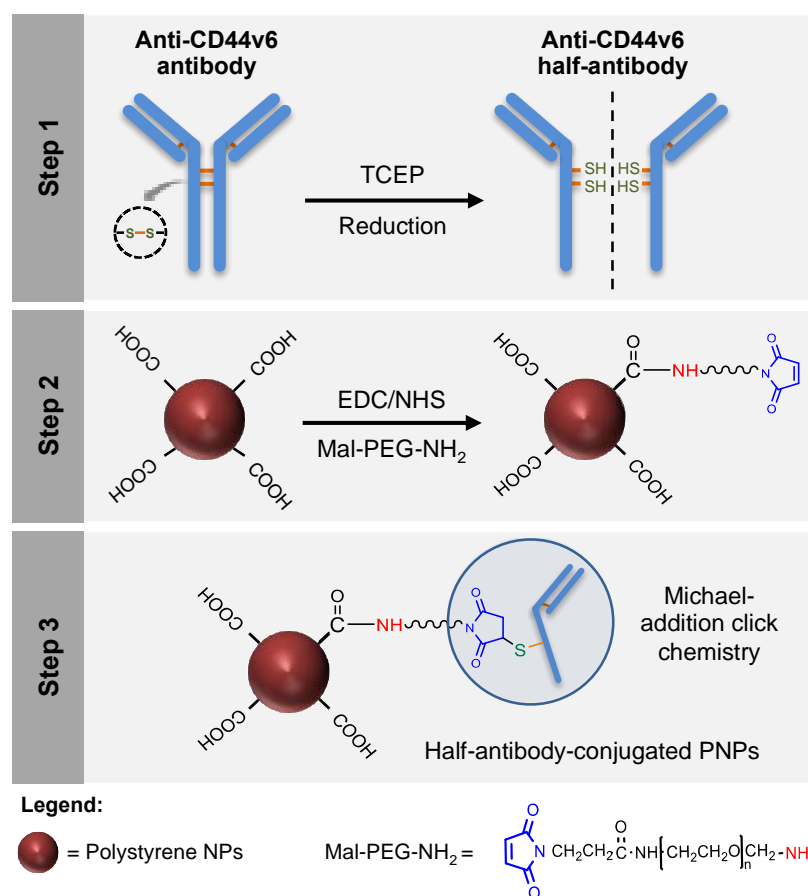 Step 1
Anti-CD44v6
antibody
Anti-CD44v6
half-antibody
S–S
TCEP
Reduction
SH HS
SH HS
Step 2
COOH COOH
COOH COOH
EDC/NHS
Mal-PEG-NH₂
COOH O C NH N O O
COOH COOH
Step 3
COOH O C NH N O O S
COOH COOH
Michael-
addition click
chemistry
Half-antibody-conjugated PNPs
Legend:
= Polystyrene NPs
Mal-PEG-NH₂ =
O O N CH₂CH₂C(O)·NH[CH₂CH₂O]ₙCH₂-NH